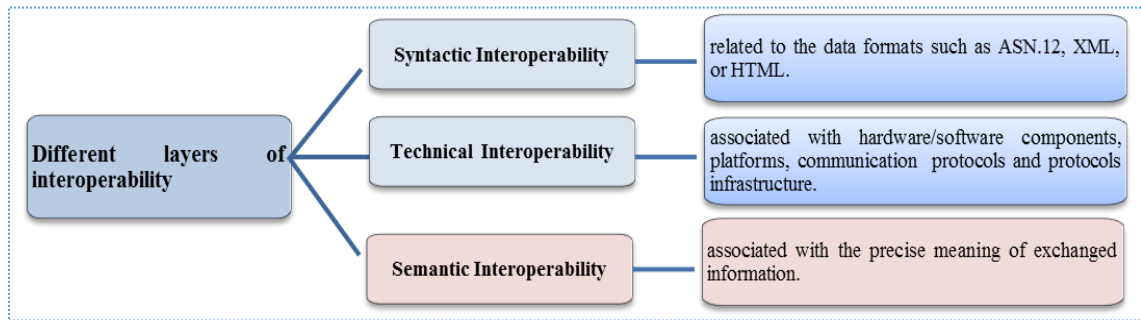 Syntactic Interoperability
related to the data formats such as ASN.12, XML,
or HTML.
Different layers of
interoperability
Technical Interoperability
associated with hardware/software components,
platforms, communication protocols and protocols
infrastructure.
Semantic Interoperability
associated with the precise meaning of exchanged
information.